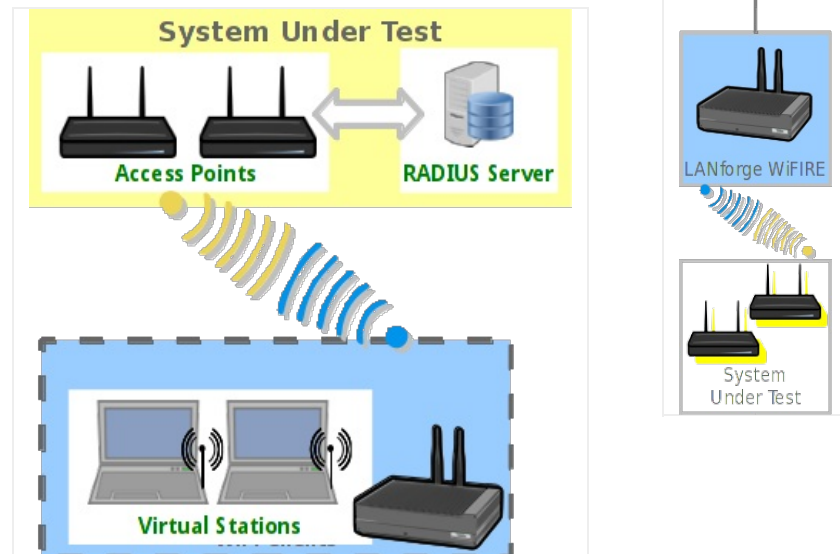 System Under Test
Access Points
RADIUS Server
Virtual Stations
LANforge WiFIRE
System
Under Test